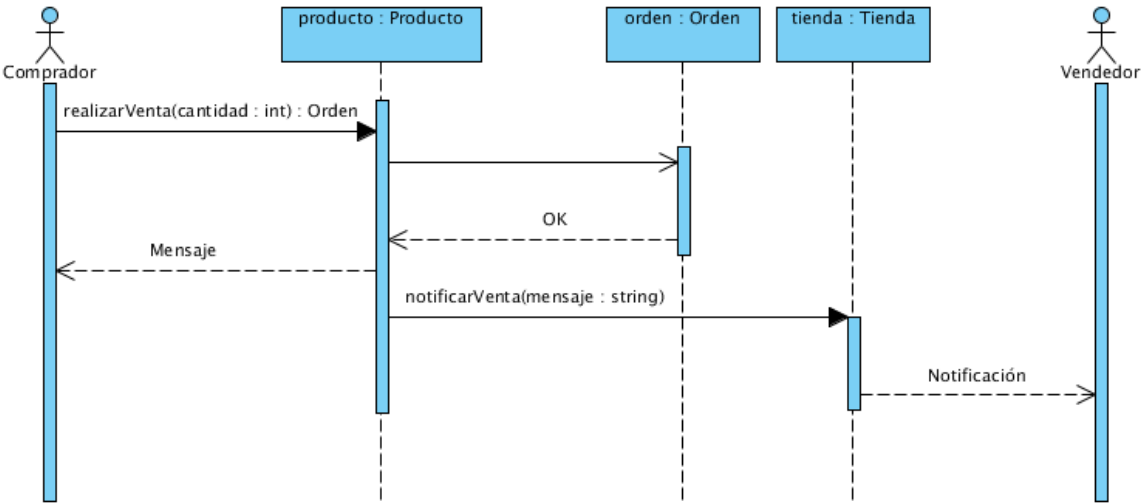 producto : Producto
orden : Orden
tienda : Tienda
Comprador
Vendedor
realizarVenta(cantidad : int) : Orden
OK
Mensaje
notificarVenta(mensaje : string)
Notificación